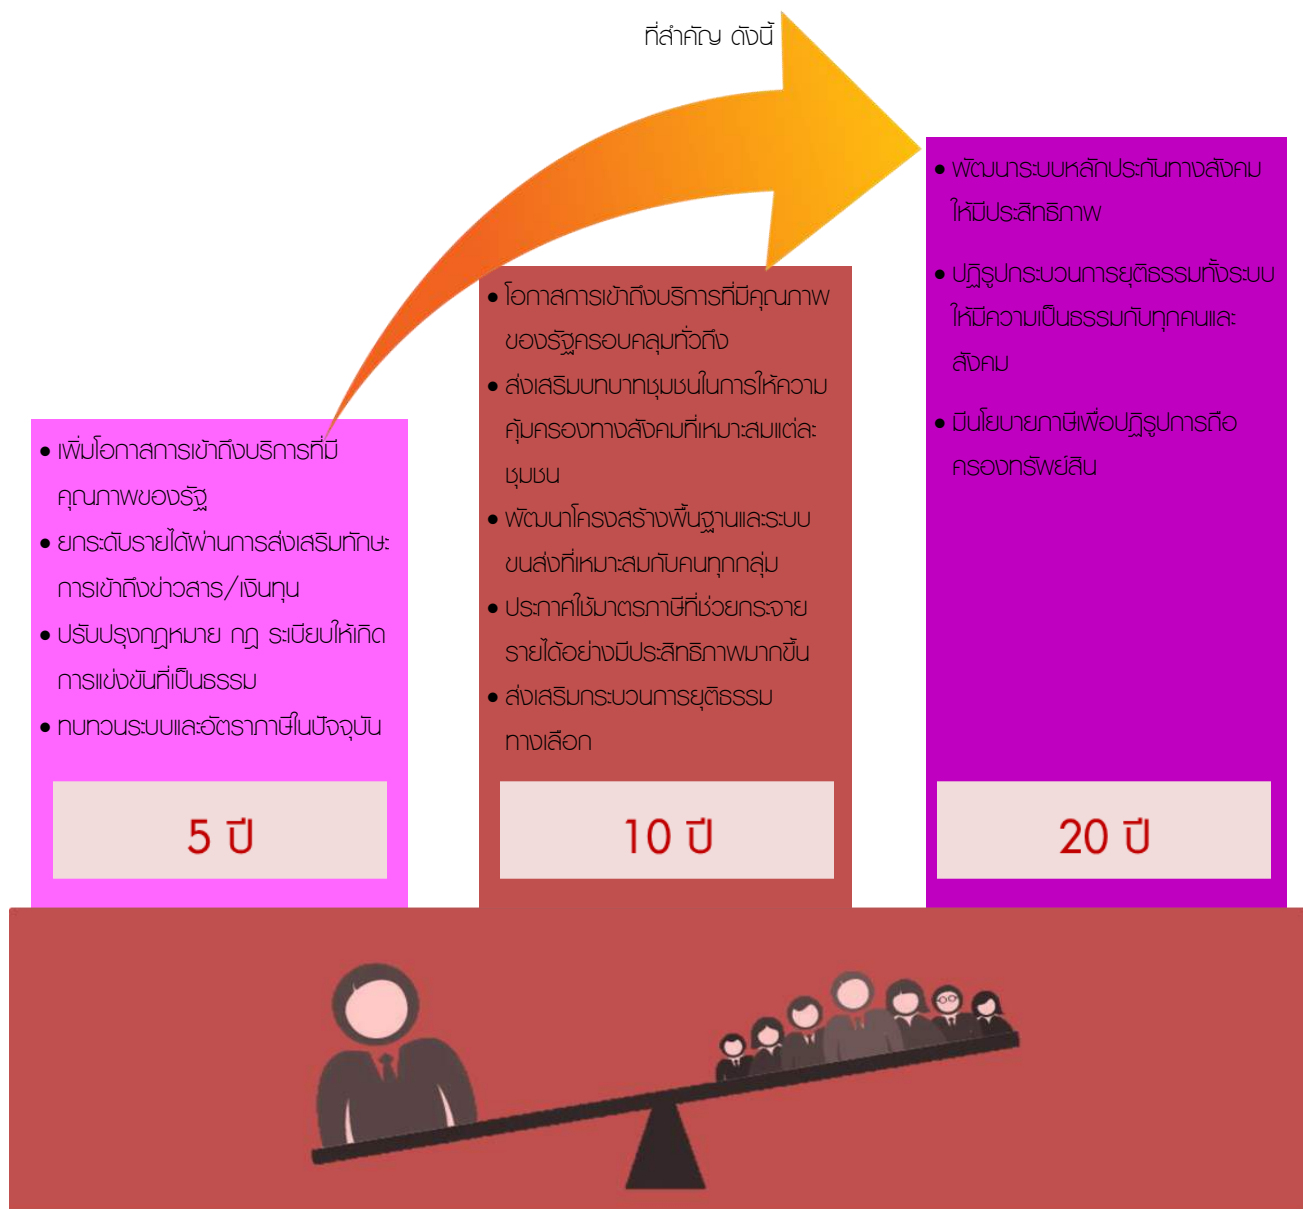 ที่สำคัญ ดังนี้
• เพิ่มโอกาสการเข้าถึงบริการที่มี
คุณภาพของรัฐ
• ยกระดับรายได้ผ่านการส่งเสริมทักษะ
การเข้าถึงข่าวสาร/เงินทุน
• ปรับปรุงกฎหมาย กฎ ระเบียบให้เกิด
การแข่งขันที่เป็นธรรม
• ทบทวนระบบและอัตราภาษีในปัจจุบัน
5 ปี
• โอกาสการเข้าถึงบริการที่มีคุณภาพ
ของรัฐครอบคลุมทั่วถึง
• ส่งเสริมบทบาทชุมชนในการให้ความ
คุ้มครองทางสังคมที่เหมาะสมแต่ละ
ชุมชน
• พัฒนาโครงสร้างพื้นฐานและระบบ
ขนส่งที่เหมาะสมกับคนทุกกลุ่ม
• ประกาศใช้มาตรภาษีที่ช่วยกระจาย
รายได้อย่างมีประสิทธิภาพมากขึ้น
• ส่งเสริมกระบวนการยุติธรรม
ทางเลือก
10 ปี
• พัฒนาระบบหลักประกันทางสังคม
ให้มีประสิทธิภาพ
• ปฏิรูปกระบวนการยุติธรรมทั้งระบบ
ให้มีความเป็นธรรมกับทุกคนและ
สังคม
• มีนโยบายภาษีเพื่อปฏิรูปการถือ
ครองทรัพย์สิน
20 ปี